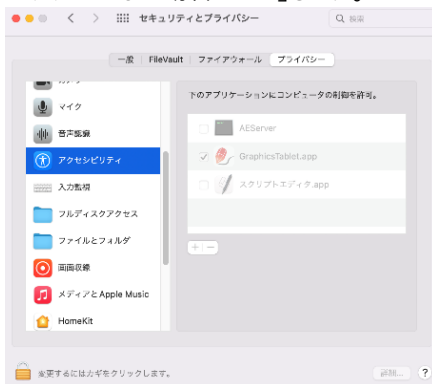 セキュリティとプライバシー
検索
一般
FileVault
ファイアウォール
プライバシー
マイク
音声認識
アクセシビリティ
入力監視
フルディスクアクセス
ファイルとフォルダ
画面収録
メディアと Apple Music
HomeKit
下のアプリケーションにコンピュータの制御を許可。
AEServer
GraphicsTablet.app
スクリプトエディタ.app
+ −
変更するにはカギをクリックします。
詳細...
?